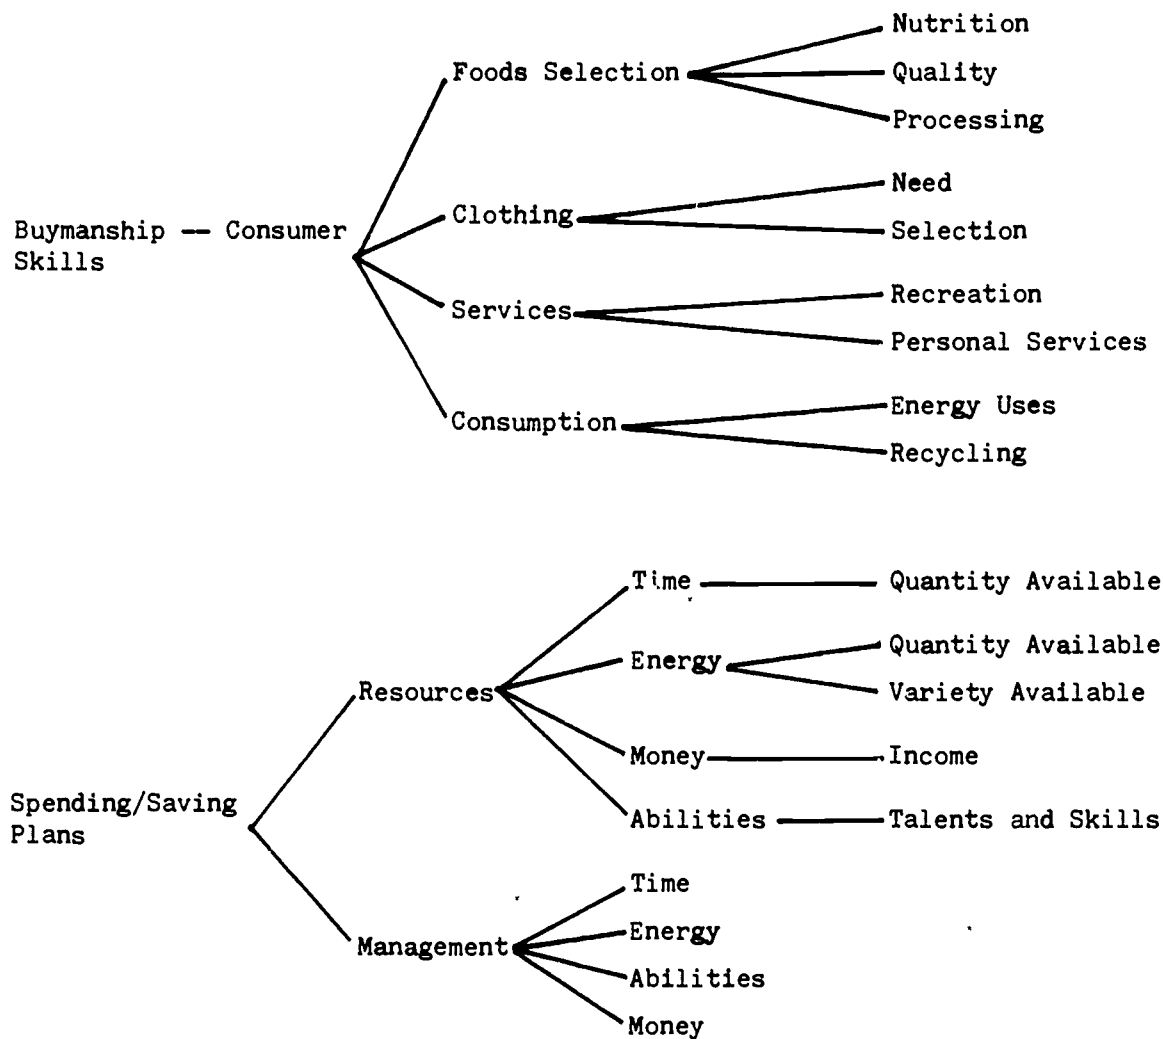 Nutrition
Foods Selection
Quality
Processing
Need
Clothing
Selection
Buymanship -- Consumer
Skills
Recreation
Services
Personal Services
Energy Uses
Consumption
Recycling
Time
Quantity Available
Quantity Available
Energy
Variety Available
Resources
Money
Income
Spending/Saving
Plans
Abilities
Talents and Skills
Time
Energy
Management
Abilities
Money